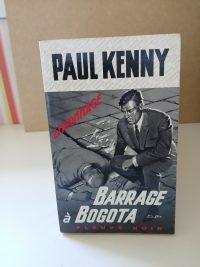 PAUL KENNY
ESPIONNAGE
BARRAGE
à BOGOTA
FLEUVE NOIR